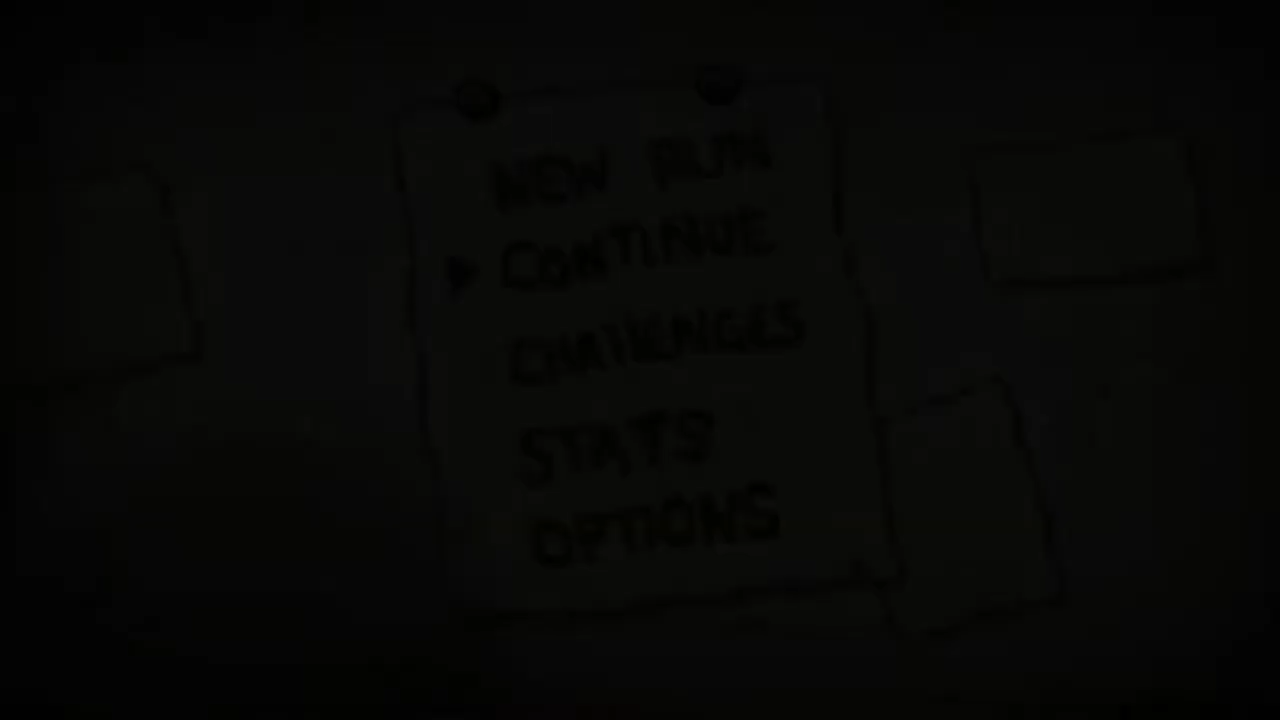 NEW RUN
CONTINUE
CHALLENGES
STATS
OPTIONS